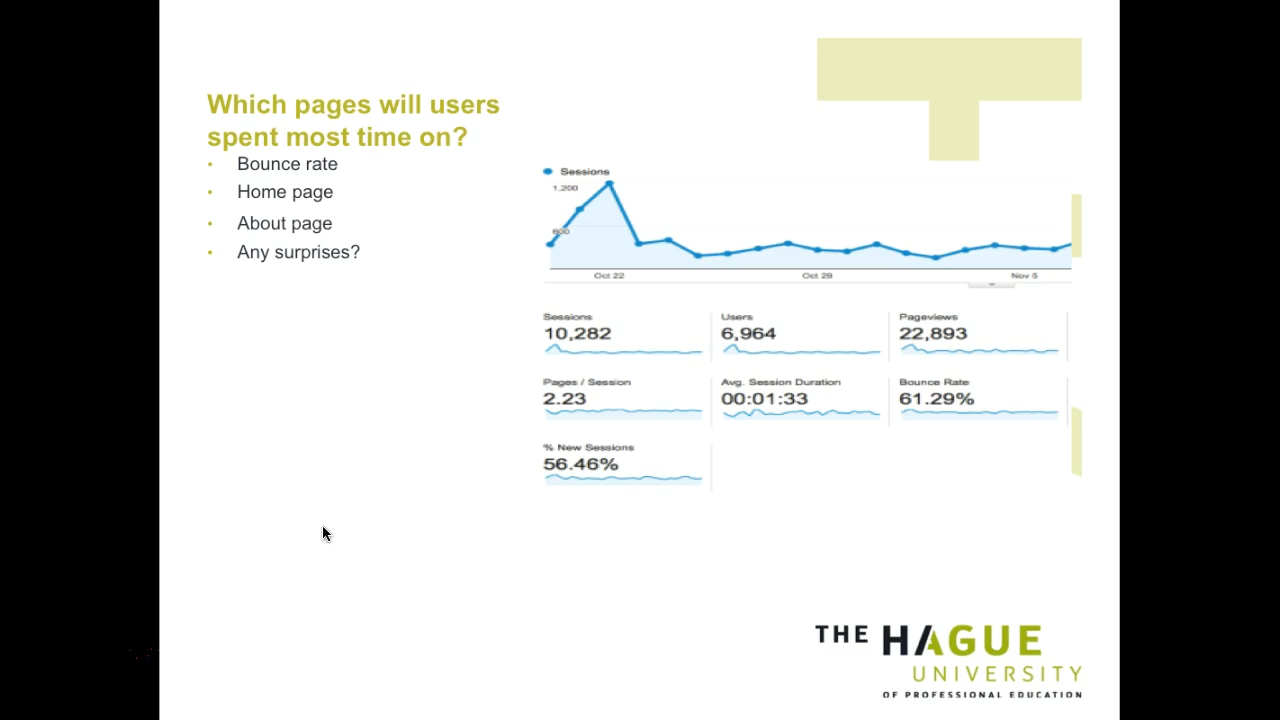 Which pages will users
spent most time on?
• Bounce rate
• Home page
• About page
• Any surprises?
Sessions
1,200
600
Oct 22
Oct 29
Nov 5
Sessions
10,282
Users
6,964
Pageviews
22,893
Pages / Session
2.23
Avg. Session Duration
00:01:33
Bounce Rate
61.29%
% New Sessions
56.46%
THE HAGUE
UNIVERSITY
OF PROFESSIONAL EDUCATION